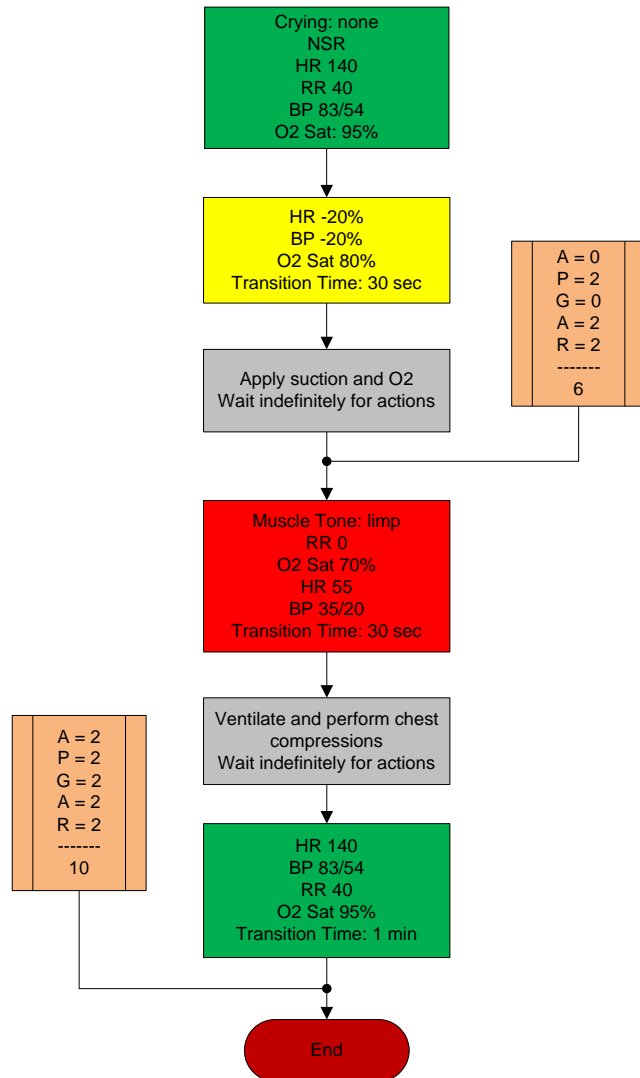 Crying: none
NSR
HR 140
RR 40
BP 83/54
O2 Sat: 95%
HR -20%
BP -20%
O2 Sat 80%
Transition Time: 30 sec
A = 0
P = 2
G = 0
A = 2
R = 2
-------
6
Apply suction and O2
Wait indefinitely for actions
Muscle Tone: limp
RR 0
O2 Sat 70%
HR 55
BP 35/20
Transition Time: 30 sec
Ventilate and perform chest
compressions
Wait indefinitely for actions
A = 2
P = 2
G = 2
A = 2
R = 2
-------
10
HR 140
BP 83/54
RR 40
O2 Sat 95%
Transition Time: 1 min
End